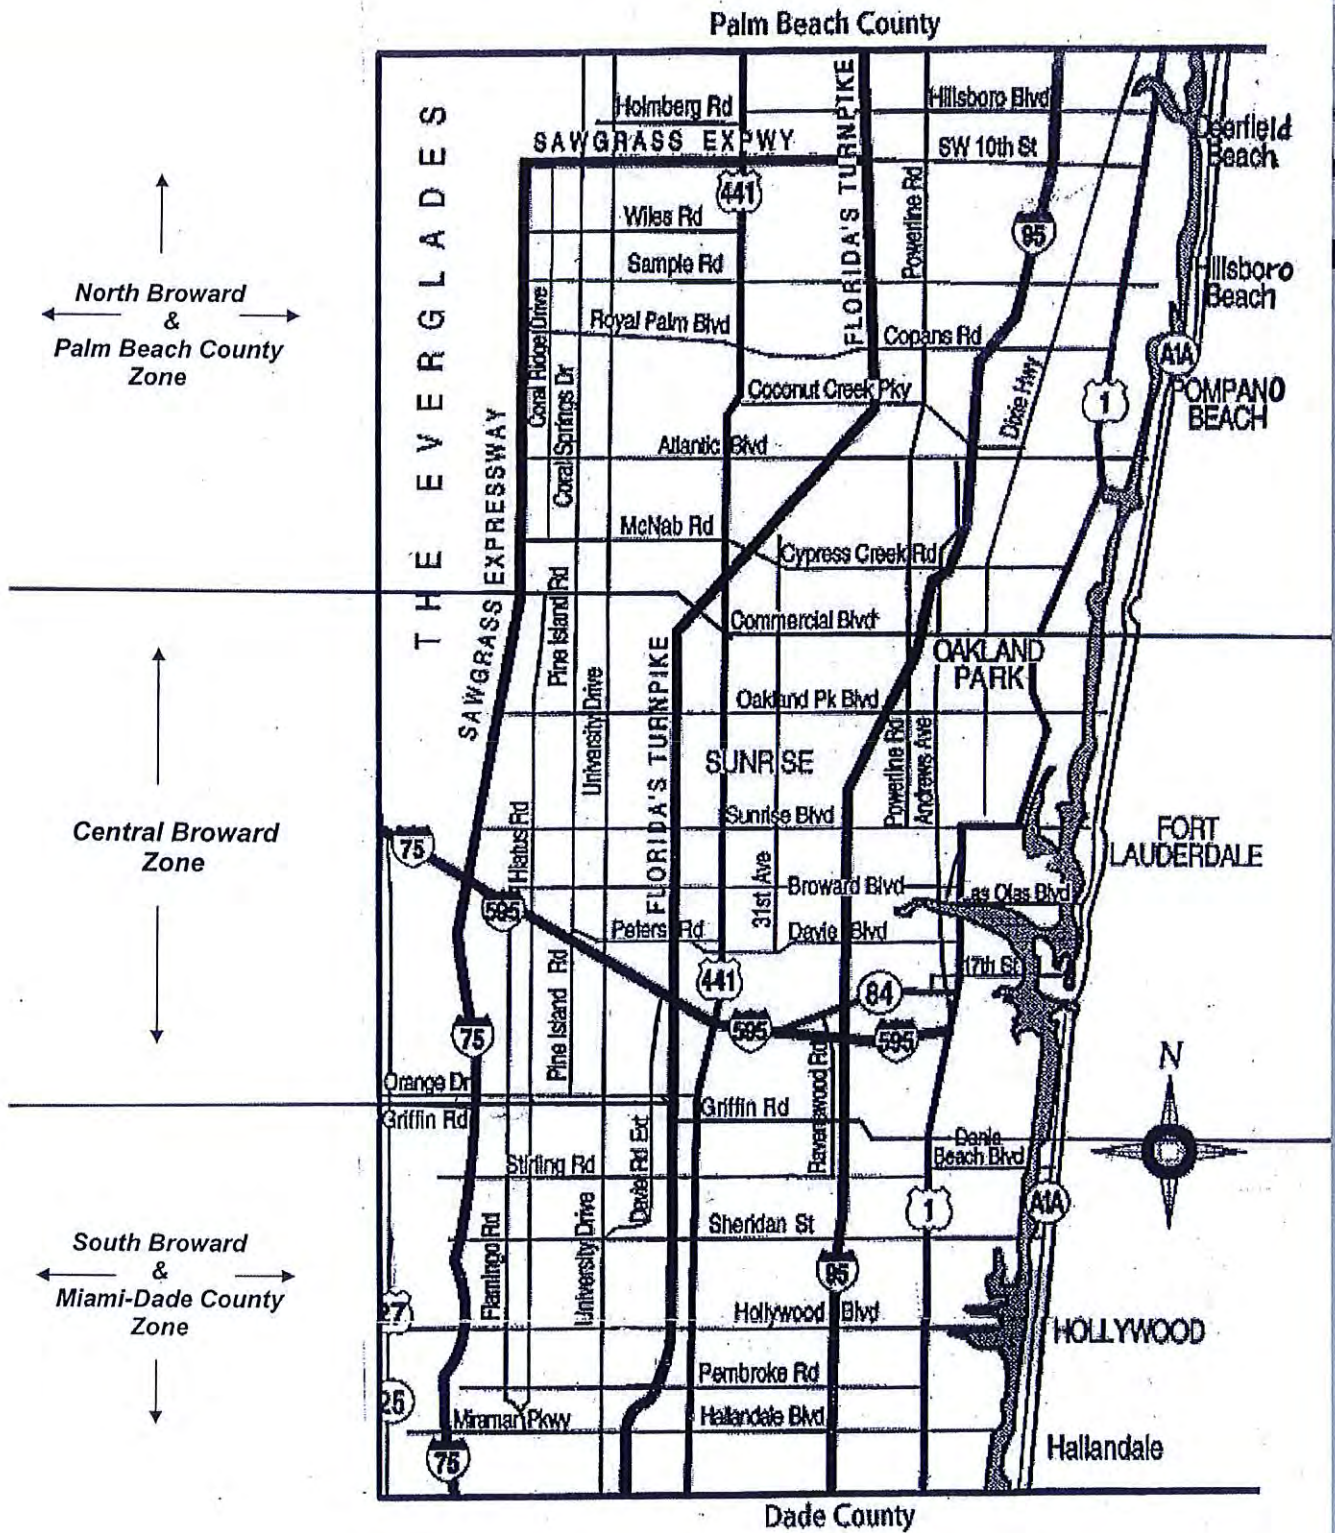 Palm Beach County
THE EVERGLADES
Holmberg Rd
SAWGRASS EXPWY
FLORIDA'S TURNPIKE
Hillsboro Blvd
SW 10th St
Deerfield
Beach
441
Wiles Rd
Powerline Rd
95
Sample Rd
Hillsboro
Beach
North Broward
&
Palm Beach County
Zone
Coral Ridge Drive
Royal Palm Blvd
Copans Rd
A1A
Coral Springs Dr
Coconut Creek Pky
Dixie Hwy
1
POMPANO
BEACH
Atlantic Blvd
SAWGRASS EXPRESSWAY
McNab Rd
Cypress Creek Rd
Pine Island Rd
Commercial Blvd
OAKLAND
PARK
University Drive
FLORIDA'S TURNPIKE
Oakland Pk Blvd
Powerline Rd
Andrews Ave
SUNRISE
Central Broward
Zone
75
Hiatus Rd
Sunrise Blvd
FORT
LAUDERDALE
31st Ave
Broward Blvd
as Olas Blvd
595
Peters Rd
Davie Blvd
17th St
441
84
Pine Island Rd
75
595
595
N
Orange Dr
Griffin Rd
Griffin Rd
Ravenswood Rd
Dania
Beach Blvd
Stirling Rd
Davie Rd Ext
1
A1A
Flamingo Rd
University Drive
Sheridan St
South Broward
&
Miami-Dade County
Zone
95
27
Hollywood Blvd
HOLLYWOOD
Pembroke Rd
25
Miramar Pkwy
Hallandale Blvd
75
Hallandale
Dade County